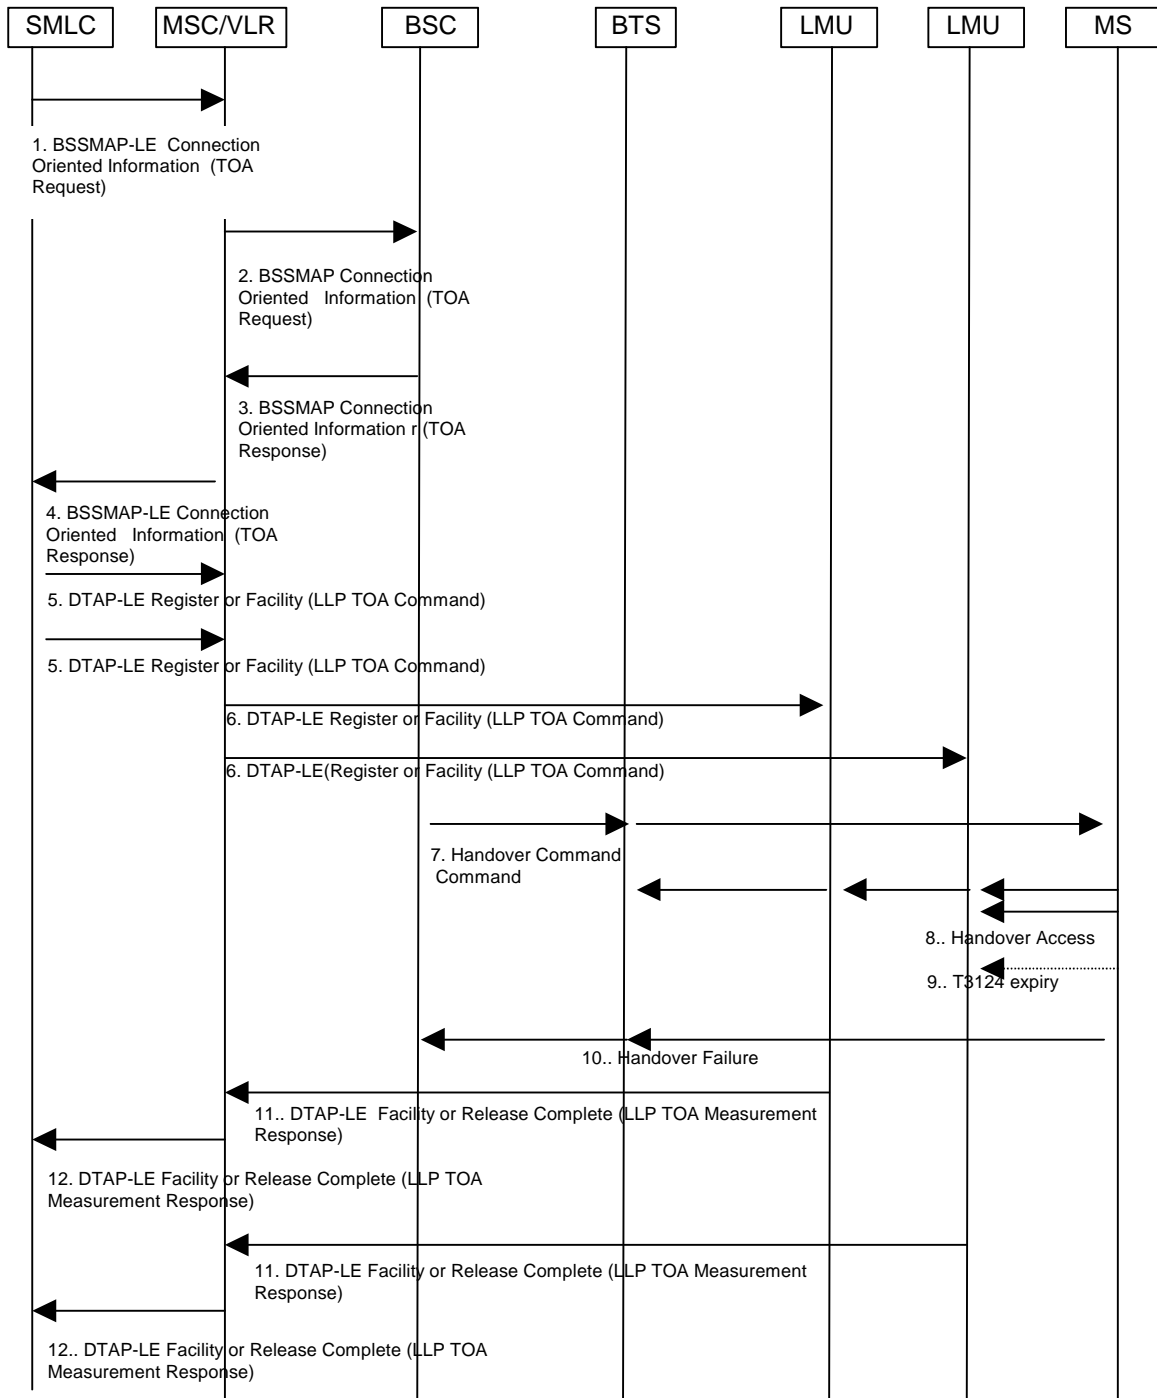 SMLC MSC/VLR BSC BTS LMU LMU MS
1. BSSMAP-LE Connection
Oriented Information (TOA
Request)
2. BSSMAP Connection
Oriented Information (TOA
Request)
3. BSSMAP Connection
Oriented Information r (TOA
Response)
4. BSSMAP-LE Connection
Oriented Information (TOA
Response)
5. DTAP-LE Register or Facility (LLP TOA Command)
5. DTAP-LE Register or Facility (LLP TOA Command)
6. DTAP-LE Register or Facility (LLP TOA Command)
6. DTAP-LE(Register or Facility (LLP TOA Command)
7. Handover Command
Command
8.. Handover Access
9.. T3124 expiry
10.. Handover Failure
11.. DTAP-LE Facility or Release Complete (LLP TOA Measurement
Response)
12. DTAP-LE Facility or Release Complete (LLP TOA
Measurement Response)
11. DTAP-LE Facility or Release Complete (LLP TOA Measurement
Response)
12.. DTAP-LE Facility or Release Complete (LLP TOA
Measurement Response)